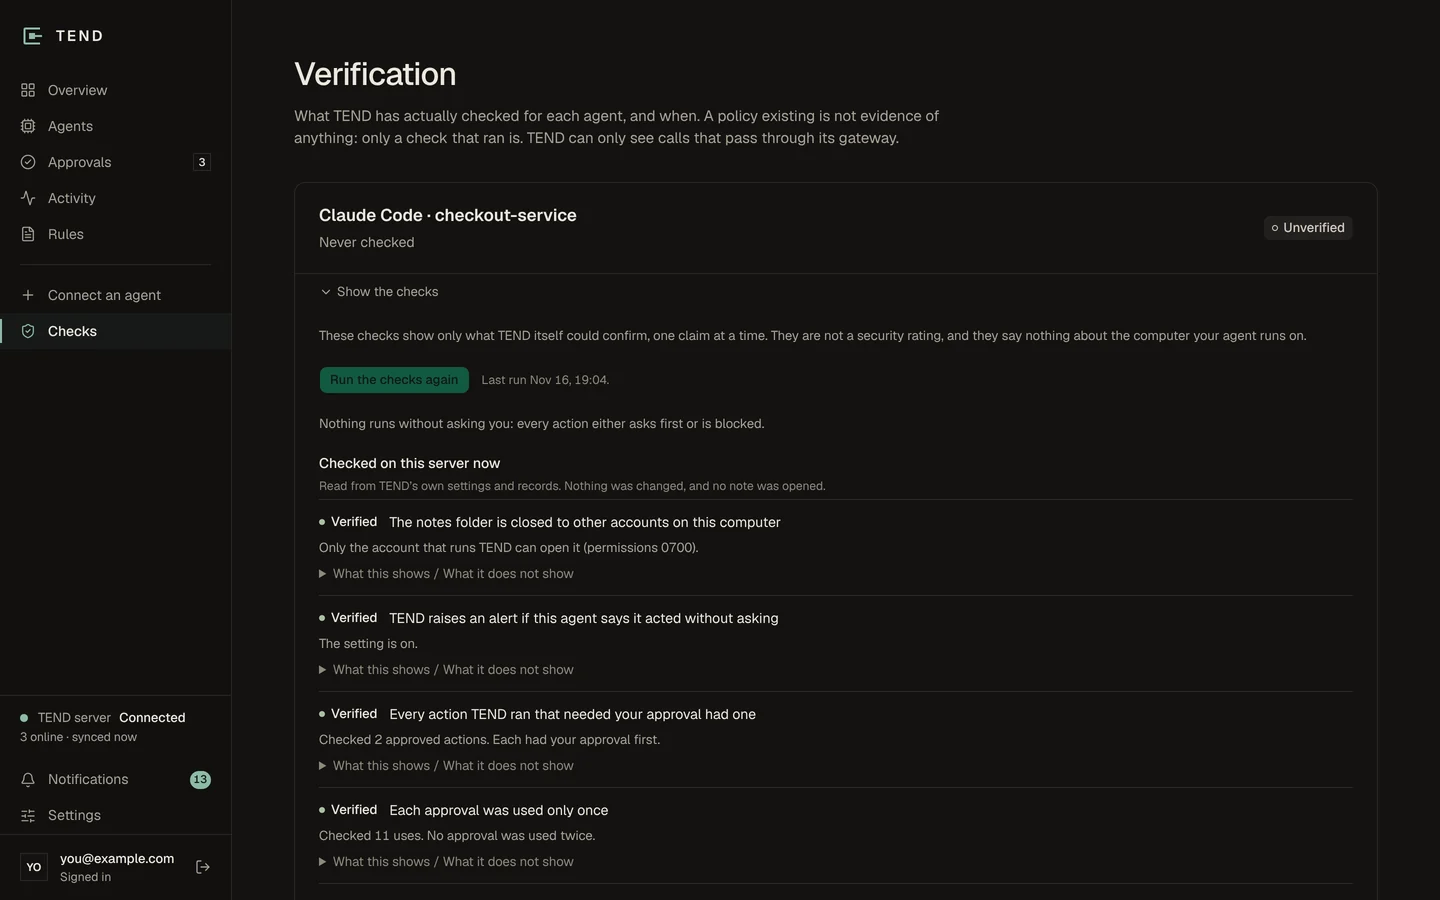 TEND
Overview
Agents
Approvals 3
Activity
Rules
Connect an agent
Checks
TEND server Connected
3 online · synced now
Notifications 13
Settings
YO
you@example.com
Signed in
Verification
What TEND has actually checked for each agent, and when. A policy existing is not evidence of
anything: only a check that ran is. TEND can only see calls that pass through its gateway.
Claude Code · checkout-service
Never checked
Unverified
Show the checks
These checks show only what TEND itself could confirm, one claim at a time. They are not a security rating, and they say nothing about the computer your agent runs on.
Run the checks again Last run Nov 16, 19:04.
Nothing runs without asking you: every action either asks first or is blocked.
Checked on this server now
Read from TEND's own settings and records. Nothing was changed, and no note was opened.
Verified The notes folder is closed to other accounts on this computer
Only the account that runs TEND can open it (permissions 0700).
What this shows / What it does not show
Verified TEND raises an alert if this agent says it acted without asking
The setting is on.
What this shows / What it does not show
Verified Every action TEND ran that needed your approval had one
Checked 2 approved actions. Each had your approval first.
What this shows / What it does not show
Verified Each approval was used only once
Checked 11 uses. No approval was used twice.
What this shows / What it does not show